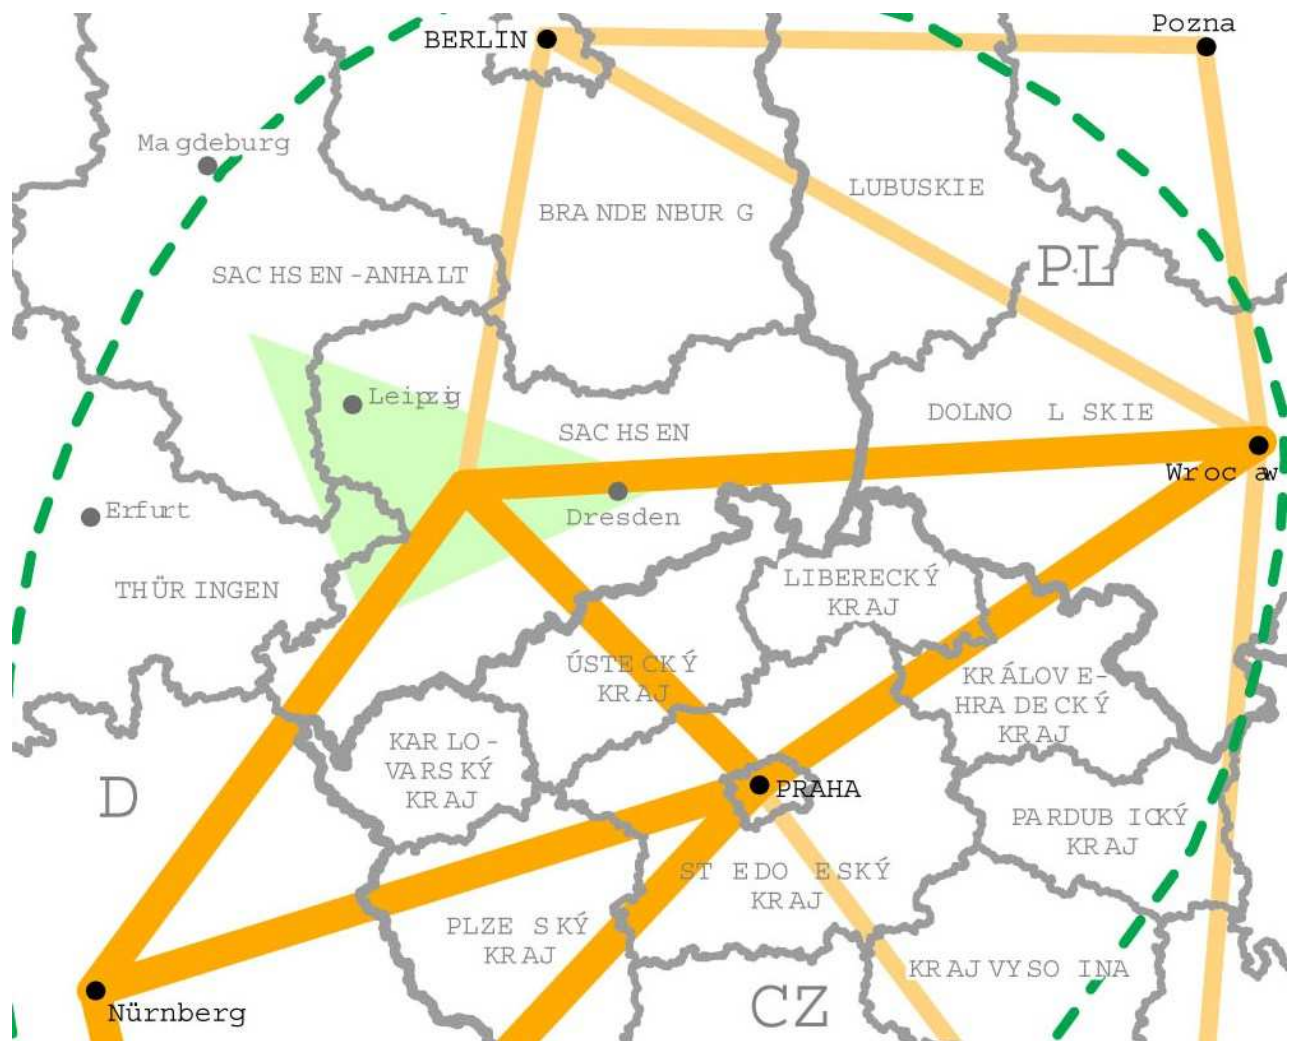 Pozna
BERLIN
Magdeburg
LUBUSKIE
BRANDENBURG
PL
SACHSEN-ANHALT
Leipzig
DOLNO L SKIE
SACHSEN
Wroc aw
Erfurt
Dresden
THÜRINGEN
LIBERECKÝ
KRAJ
ÚSTECKÝ
KRAJ
KRÁLOVE-
HRADECKÝ
KRAJ
KARLO-
VARSKÝ
KRAJ
D
PRAHA
PARDUBICKÝ
KRAJ
ST EDO ESKÝ
KRAJ
PLZE SKÝ
KRAJ
KRAJ VYSO INA
CZ
Nürnberg